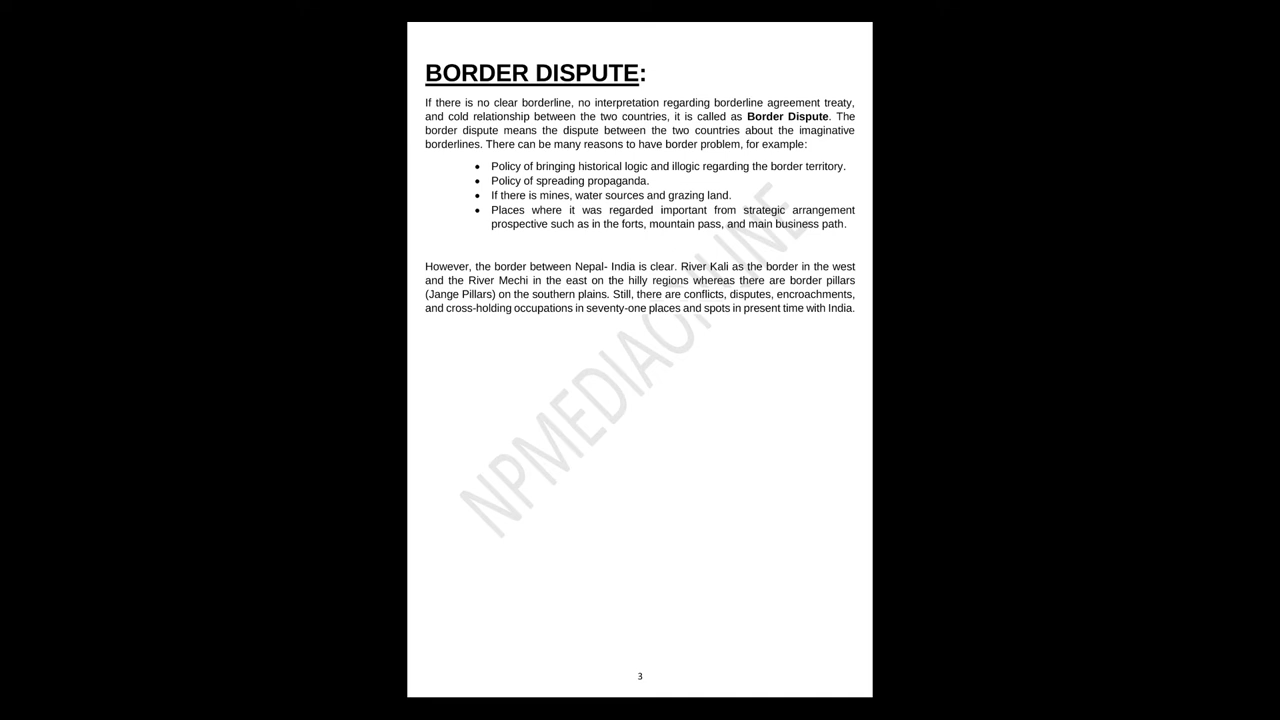 BORDER DISPUTE:
If there is no clear borderline, no interpretation regarding borderline agreement treaty,
and cold relationship between the two countries, it is called as Border Dispute. The
border dispute means the dispute between the two countries about the imaginative
borderlines. There can be many reasons to have border problem, for example:
• Policy of bringing historical logic and illogic regarding the border territory.
• Policy of spreading propaganda.
• If there is mines, water sources and grazing land.
• Places where it was regarded important from strategic arrangement
prospective such as in the forts, mountain pass, and main business path.
However, the border between Nepal- India is clear. River Kali as the border in the west
and the River Mechi in the east on the hilly regions whereas there are border pillars
(Jange Pillars) on the southern plains. Still, there are conflicts, disputes, encroachments,
and cross-holding occupations in seventy-one places and spots in present time with India.
NPMEDIAONLINE
3